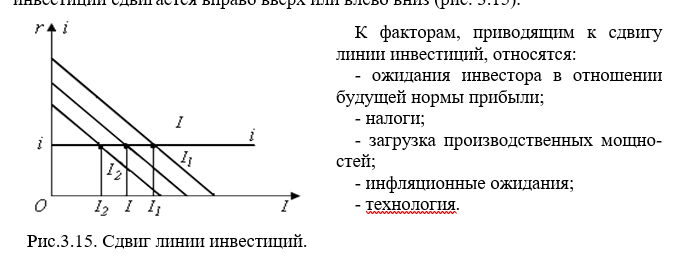 инвестиций сдвигается вправо вверх или влево вниз (рис. 3.15).
r i
К факторам, приводящим к сдвигу
линии инвестиций, относятся:
- ожидания инвестора в отношении
будущей нормы прибыли;
- налоги;
- загрузка производственных мощно-
стей;
- инфляционные ожидания;
- технология.
I
i
i
I₁
I₂
O
I₂ I I₁
I
Рис.3.15. Сдвиг линии инвестиций.